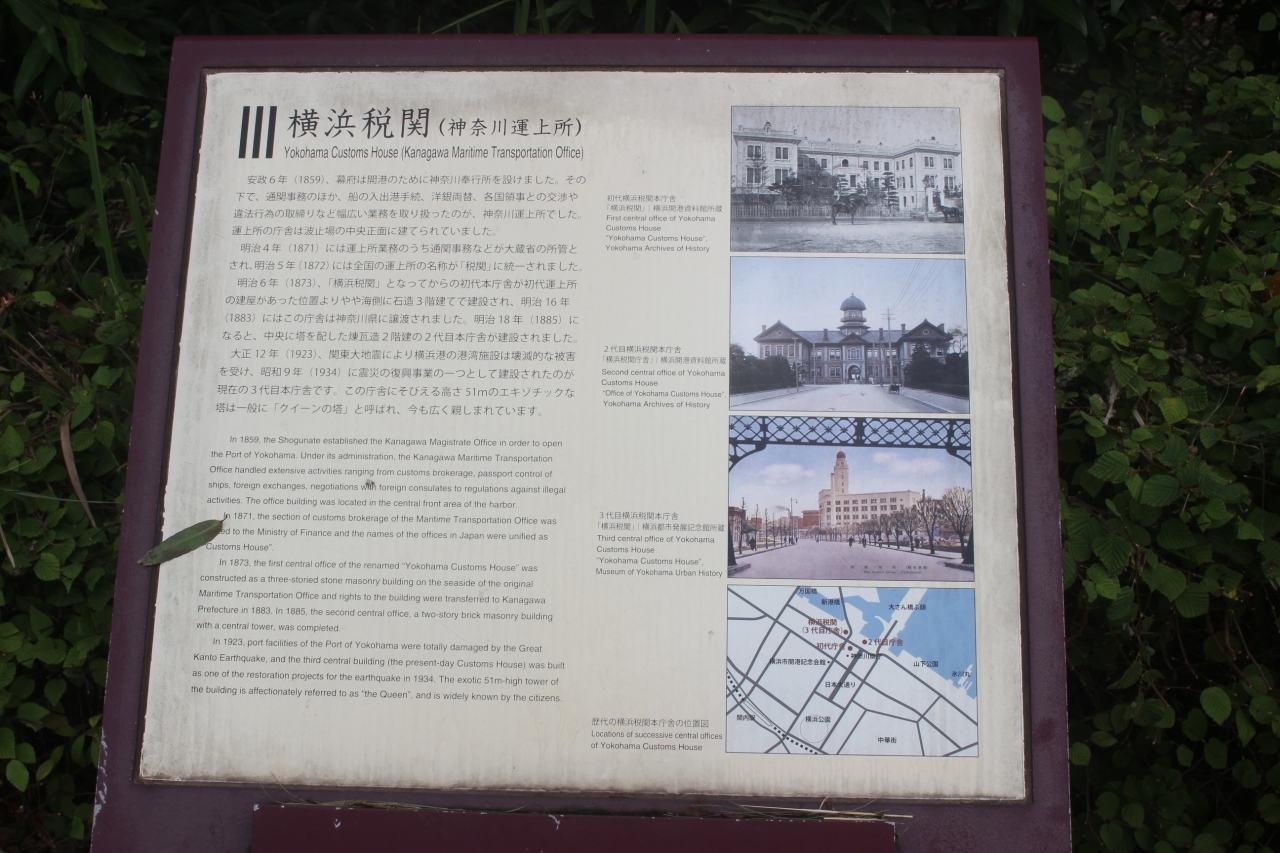 横浜税関(神奈川運上所)
Yokohama Customs House (Kanagawa Maritime Transportation Office)
安政6年(1859)、幕府は開港のために神奈川奉行所を設けました。その
下で、通関事務のほか、船の入出港手続、洋銀両替、各国領事との交渉や
違法行為の取締りなど幅広い業務を取り扱ったのが、神奈川運上所でした。
運上所の庁舎は波止場の中央正面に建てられていました。
明治4年(1871)には運上所業務のうち通関事務などが大蔵省の所管と
され、明治5年(1872)には全国の運上所の名称が「税関」に統一されました。
明治6年(1873)、「横浜税関」となってからの初代本庁舎が初代運上所
の建屋があった位置よりやや海側に石造3階建てで建設され、明治16年
(1883)にはこの庁舎は神奈川県に譲渡されました。明治18年(1885)に
なると、中央に塔を配した煉瓦造2階建の2代目本庁舎が建設されました。
大正12年(1923)、関東大地震により横浜港の港湾施設は壊滅的な被害
を受け、昭和9年(1934)に震災の復興事業の一つとして建設されたのが
現在の3代目本庁舎です。この庁舎にそびえる高さ51mのエキゾチックな
塔は一般に「クイーンの塔」と呼ばれ、今も広く親しまれています。
In 1859, the Shogunate established the Kanagawa Magistrate Office in order to open
the Port of Yokohama. Under its administration, the Kanagawa Maritime Transportation
Office handled extensive activities ranging from customs brokerage, passport control of
ships, foreign exchanges, negotiations with foreign consulates to regulations against illegal
activities. The office building was located in the central front area of the harbor.
In 1871, the section of customs brokerage of the Maritime Transportation Office was
to the Ministry of Finance and the names of the offices in Japan were unified as
Customs House".
In 1873, the first central office of the renamed "Yokohama Customs House" was
constructed as a three-storied stone masonry building on the seaside of the original
Maritime Transportation Office and rights to the building were transferred to Kanagawa
Prefecture in 1883. In 1885, the second central office, a two-story brick masonry building
with a central tower, was completed.
In 1923, port facilities of the Port of Yokohama were totally damaged by the Great
Kanto Earthquake, and the third central building (the present-day Customs House) was built
as one of the restoration projects for the earthquake in 1934. The exotic 51m-high tower of
the building is affectionately referred to as "the Queen", and is widely known by the citizens.
初代横浜税関本庁舎
「横浜税関」|横浜開港資料館所蔵
First central office of Yokohama
Customs House
"Yokohama Customs House",
Yokohama Archives of History
2代目横浜税関本庁舎
「横浜税関庁舎」|横浜開港資料館所蔵
Second central office of Yokohama
Customs House
"Office of Yokohama Customs House",
Yokohama Archives of History
3代目横浜税関本庁舎
「横浜税関」|横浜都市発展記念館所蔵
Third central office of Yokohama
Customs House
"Yokohama Customs House",
Museum of Yokohama Urban History
歴代の横浜税関本庁舎の位置図
Locations of successive central offices
of Yokohama Customs House
万国橋
新港橋
大さん橋ふ頭
横浜税関
(3代目庁舎)
2代目庁舎
初代庁舎
横浜市開港記念会館
山下公園
氷川丸
日本大通り
関内駅
横浜公園
中華街